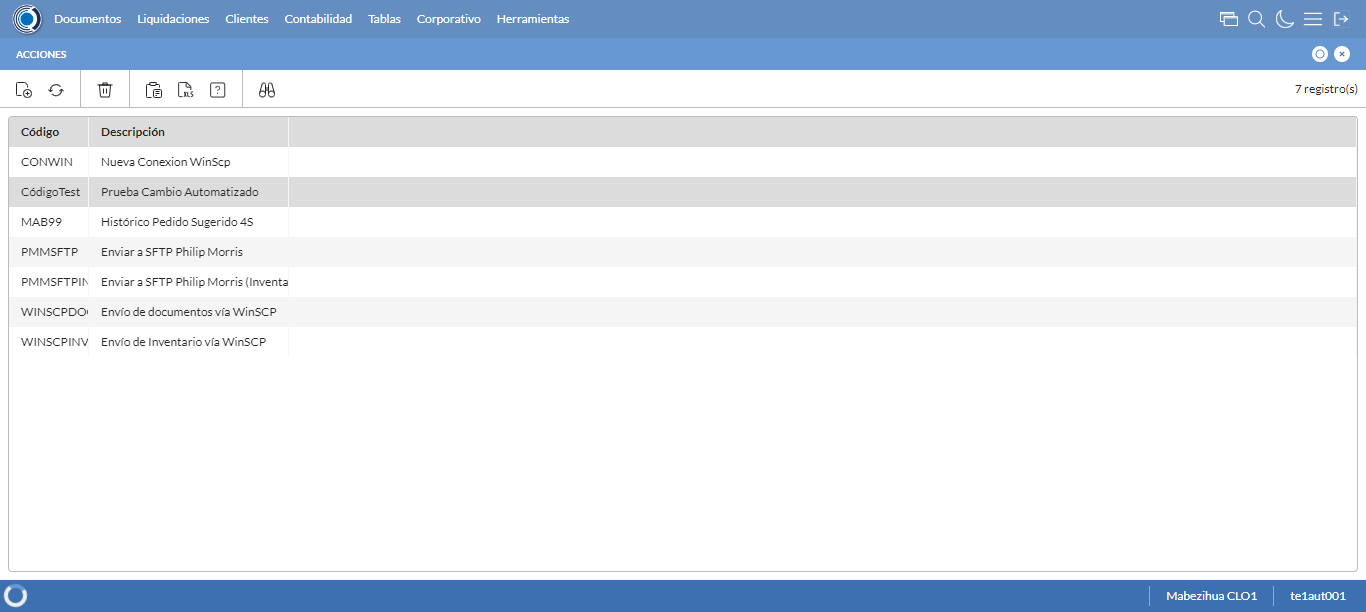 Documentos Liquidaciones Clientes Contabilidad Tablas Corporativo Herramientas
ACCIONES
XLS ? 7 registro(s)
Código Descripción
CONWIN Nueva Conexion WinScp
CódigoTest Prueba Cambio Automatizado
MAB99 Histórico Pedido Sugerido 4S
PMMSFTP Enviar a SFTP Philip Morris
PMMSFTPIN Enviar a SFTP Philip Morris (Inventa
WINSCPDO Envío de documentos vía WinSCP
WINSCPINV Envío de Inventario vía WinSCP
Mabezihua CLO1 te1aut001